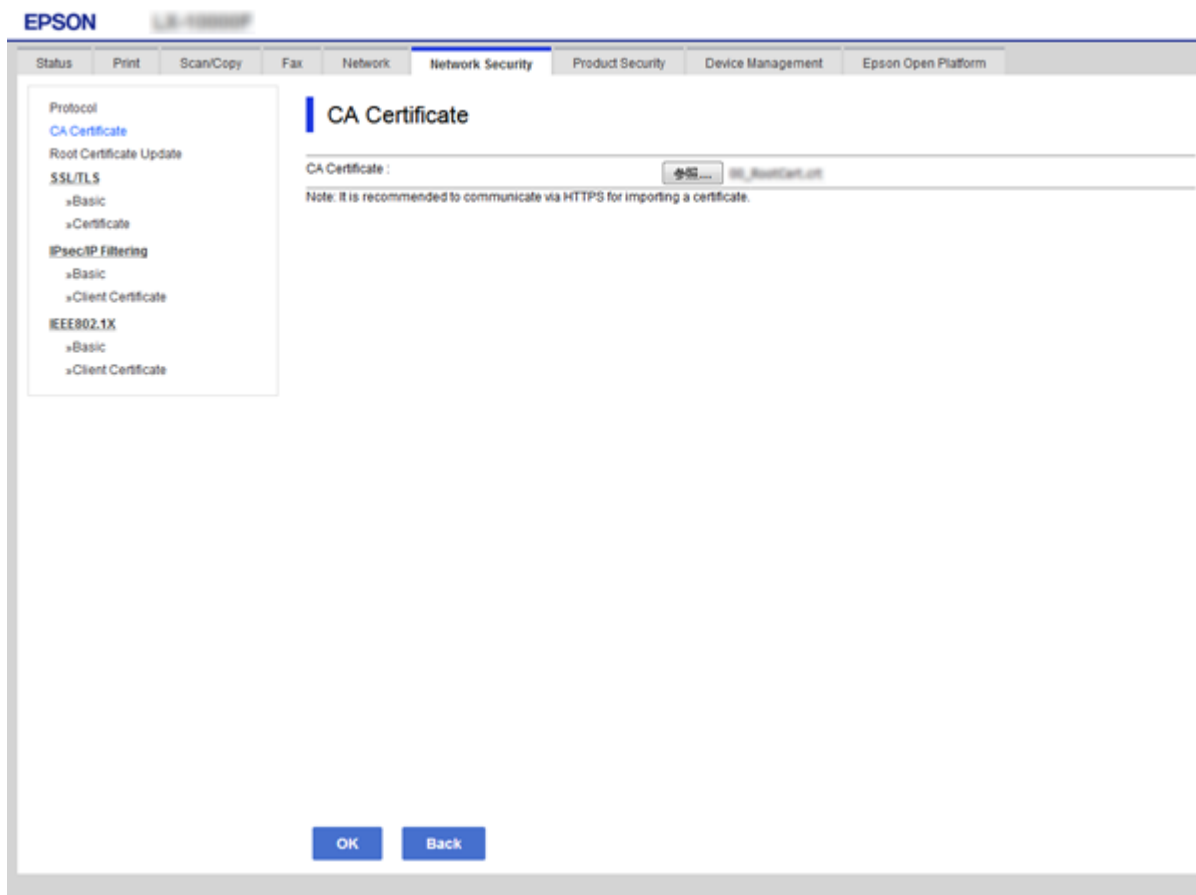 EPSON
Status Print Scan/Copy Fax Network Network Security Product Security Device Management Epson Open Platform
Protocol
CA Certificate
Root Certificate Update
SSL/TLS
»Basic
»Certificate
IPsec/IP Filtering
»Basic
»Client Certificate
IEEE802.1X
»Basic
»Client Certificate
CA Certificate
CA Certificate : 参照...
Note: It is recommended to communicate via HTTPS for importing a certificate.
OK Back